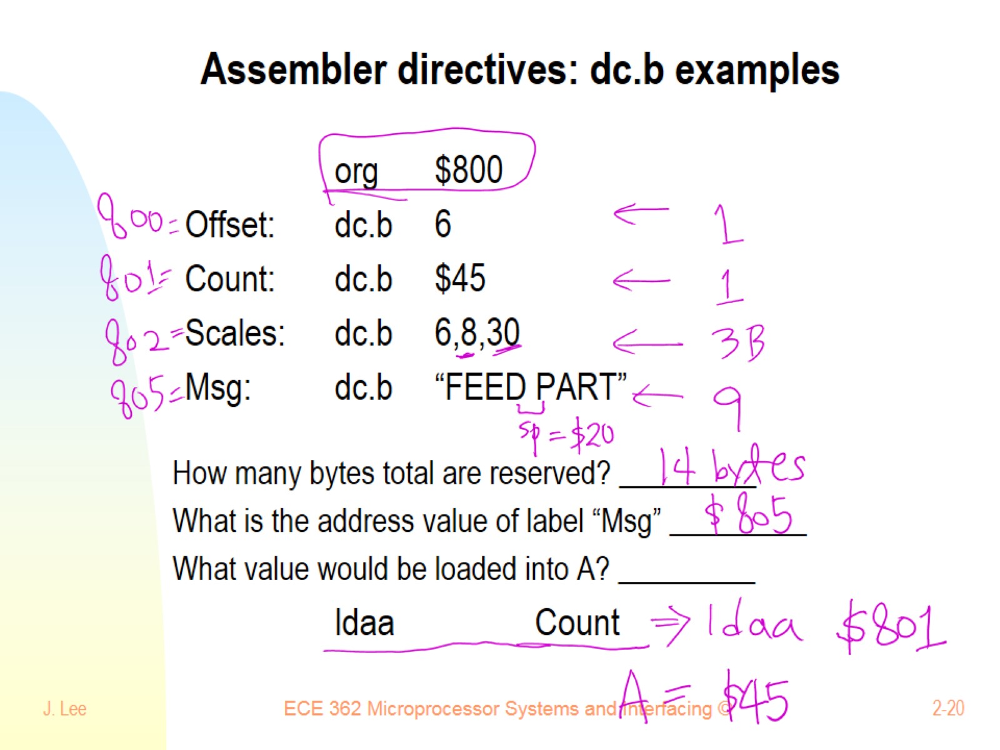 Assembler directives: dc.b examples
org $800
800= Offset: dc.b 6 ← 1
801= Count: dc.b $45 ← 1
802= Scales: dc.b 6,8,30 ← 3B
805= Msg: dc.b “FEED PART” ← 9
sp = $20
How many bytes total are reserved? 14 bytes
What is the address value of label “Msg” $805
What value would be loaded into A? ________
ldaa Count ⇒ ldaa $801
A = $45
J. Lee ECE 362 Microprocessor Systems and Interfacing © 2-20